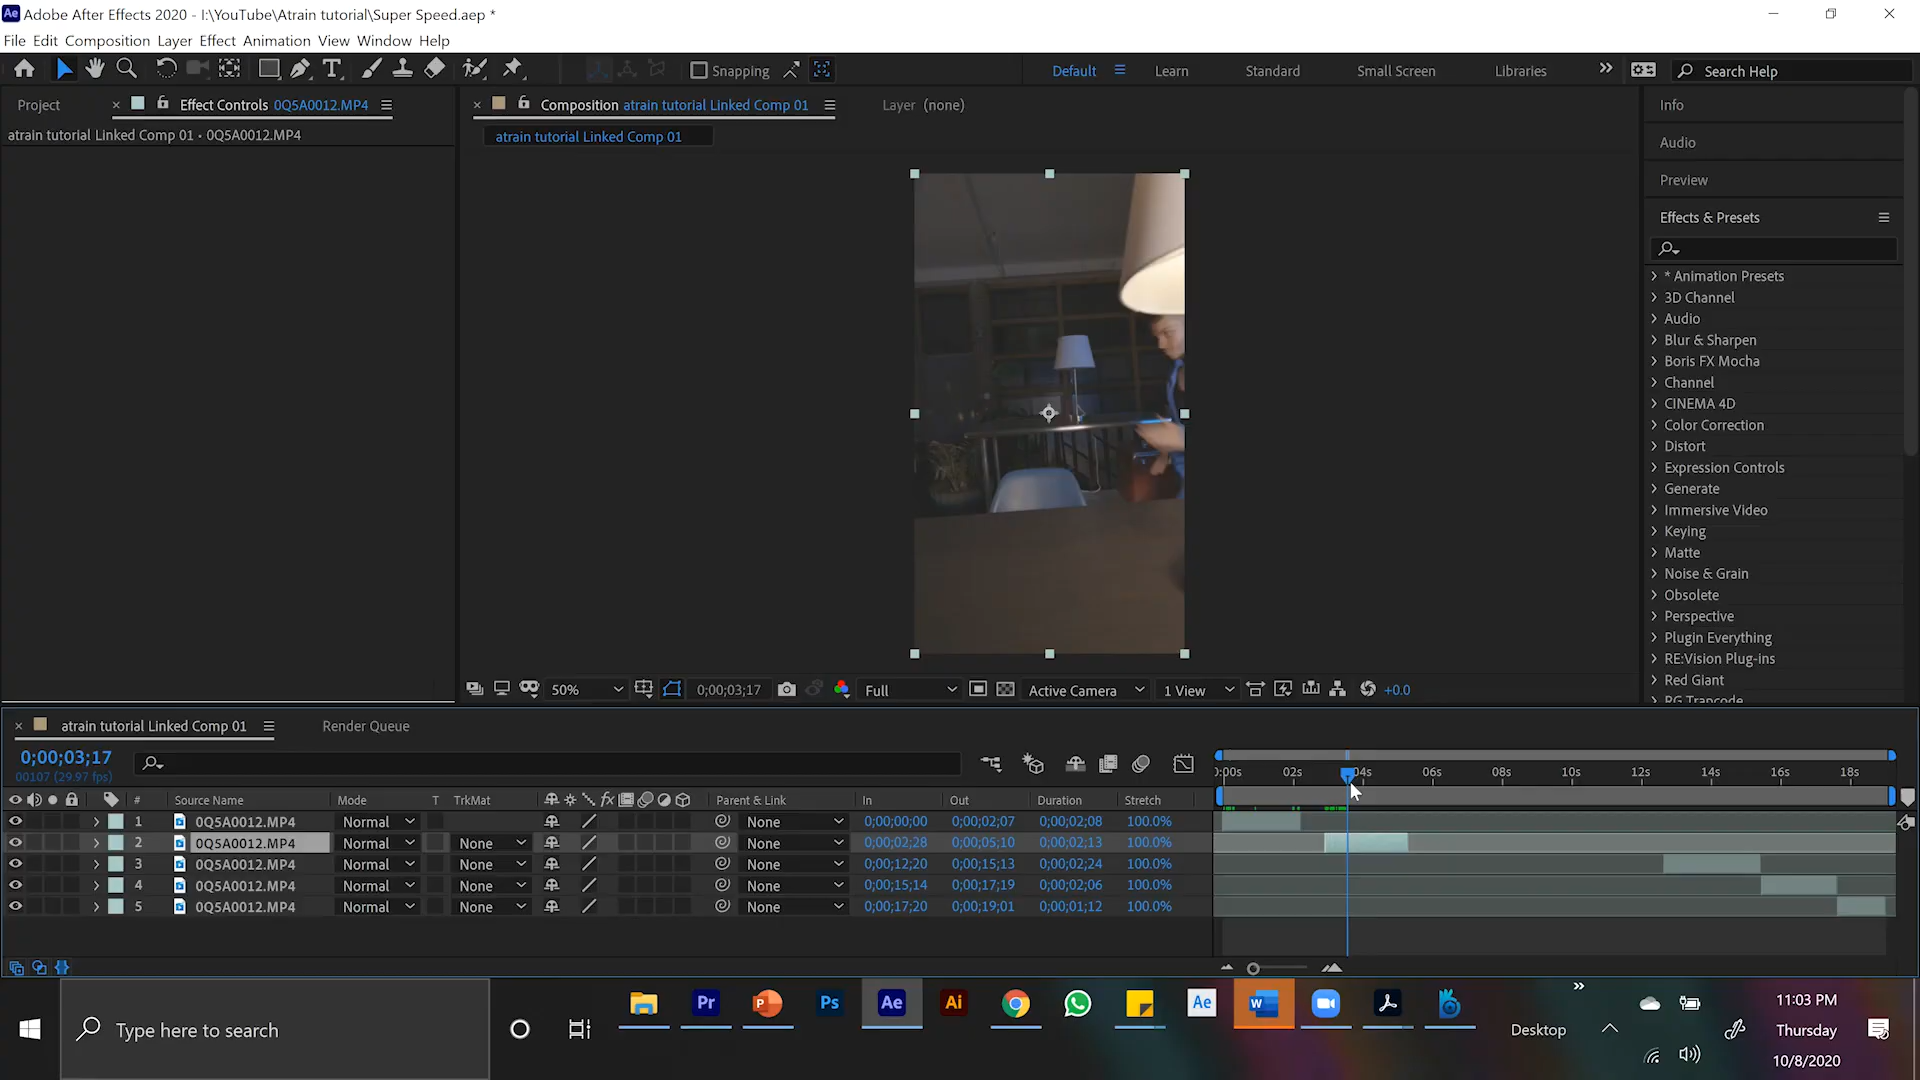 Ae Adobe After Effects 2020 - I:\YouTube\Atrain tutorial\Super Speed.aep *
File Edit Composition Layer Effect Animation View Window Help
Snapping
Default Learn Standard Small Screen Libraries Search Help
Project Effect Controls 0Q5A0012.MP4
Composition atrain tutorial Linked Comp 01 Layer (none)
atrain tutorial Linked Comp 01 • 0Q5A0012.MP4
atrain tutorial Linked Comp 01
Info
Audio
Preview
Effects & Presets
* Animation Presets
3D Channel
Audio
Blur & Sharpen
Boris FX Mocha
Channel
CINEMA 4D
Color Correction
Distort
Expression Controls
Generate
Immersive Video
Keying
Matte
Noise & Grain
Obsolete
Perspective
Plugin Everything
RE:Vision Plug-ins
Red Giant
RG Trapcode
50% 0;00;03;17 Full Active Camera 1 View +0.0
atrain tutorial Linked Comp 01 Render Queue
0;00;03;17
00107 (29.97 fps)
0:00s 02s 04s 06s 08s 10s 12s 14s 16s 18s
# Source Name Mode T TrkMat fx Parent & Link In Out Duration Stretch
1 0Q5A0012.MP4 Normal None 0;00;00;00 0;00;02;07 0;00;02;08 100.0%
2 0Q5A0012.MP4 Normal None None 0;00;02;28 0;00;05;10 0;00;02;13 100.0%
3 0Q5A0012.MP4 Normal None None 0;00;12;20 0;00;15;13 0;00;02;24 100.0%
4 0Q5A0012.MP4 Normal None None 0;00;15;14 0;00;17;19 0;00;02;06 100.0%
5 0Q5A0012.MP4 Normal None None 0;00;17;20 0;00;19;01 0;00;01;12 100.0%
Type here to search
Pr P Ps Ae Ai Ae W
Desktop
11:03 PM
Thursday
10/8/2020